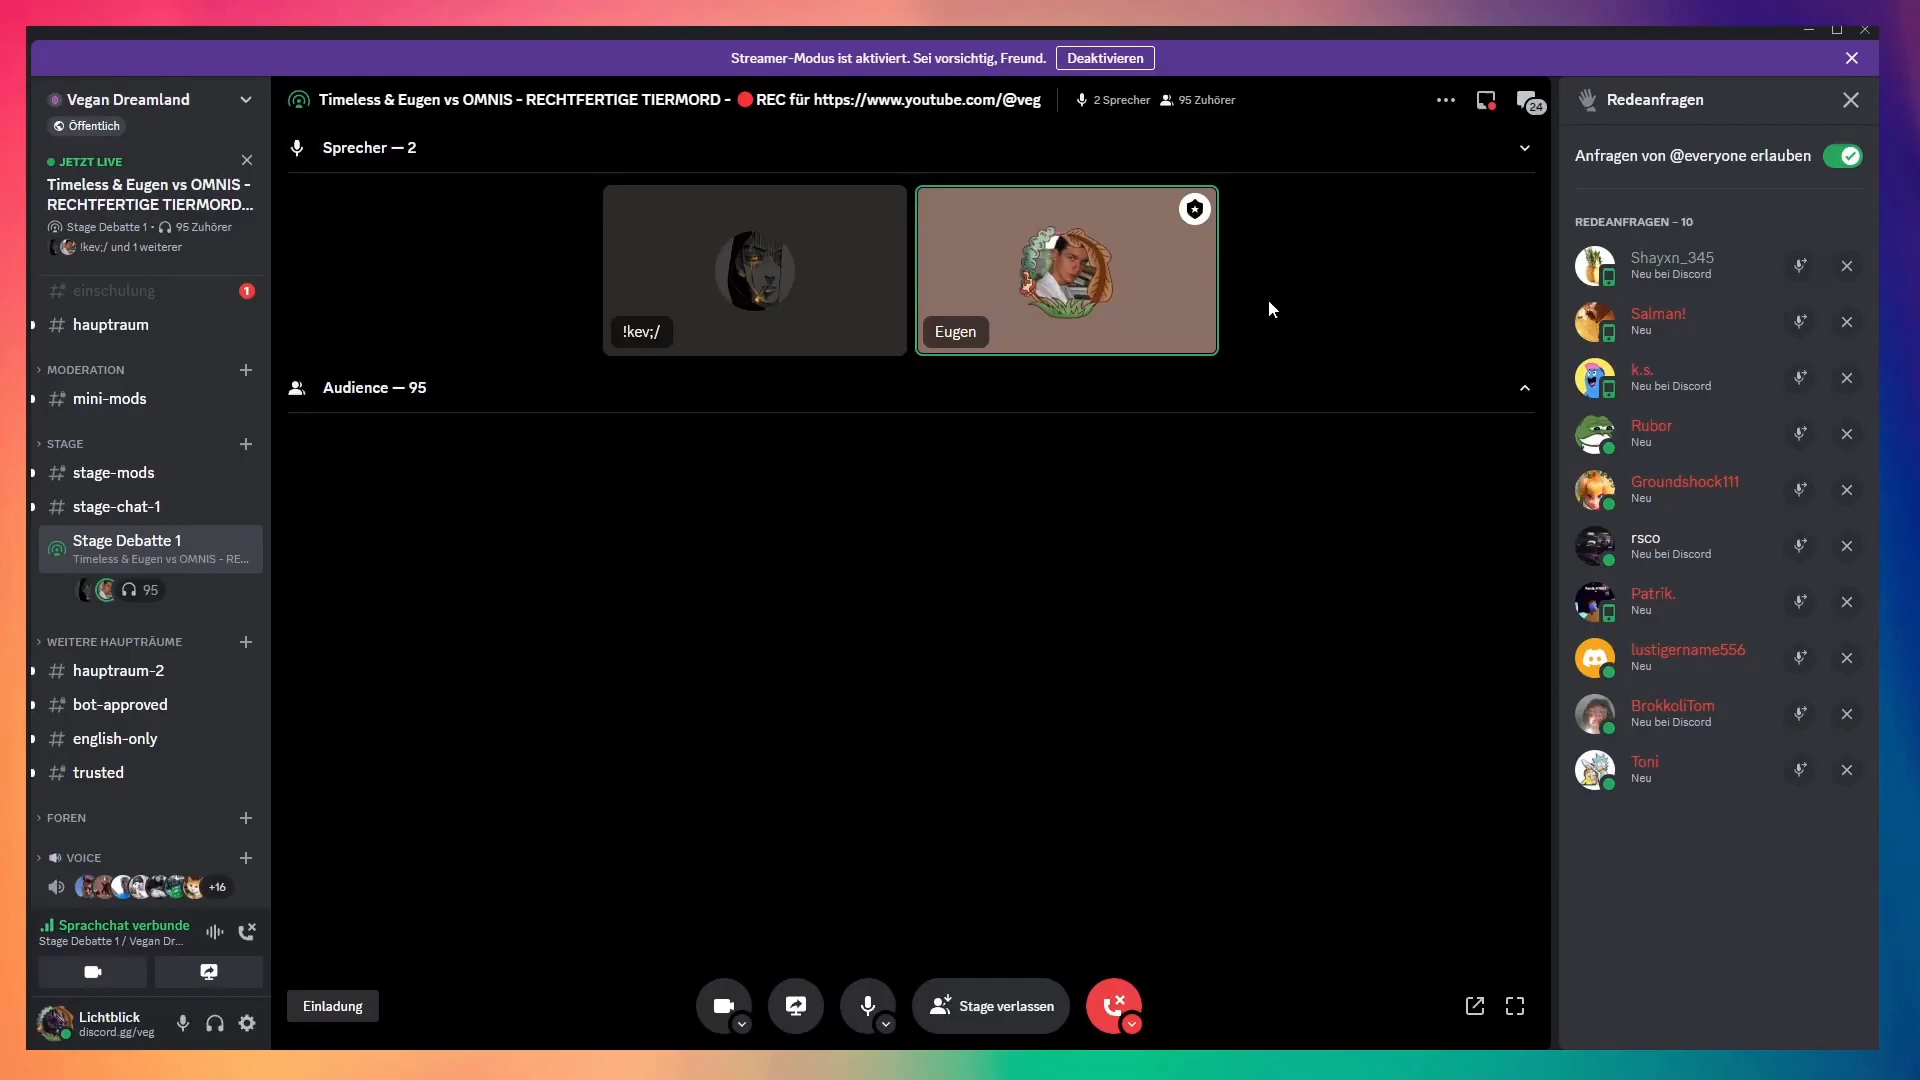 Streamer-Modus ist aktiviert. Sei vorsichtig, Freund.
Deaktivieren
Vegan Dreamland
Öffentlich
JETZT LIVE
Timeless & Eugen vs OMNIS -
RECHTFERTIGE TIERMORD...
Stage Debatte 1 • 95 Zuhörer
!kev;/ und 1 weiterer
einschulung
1
hauptraum
MODERATION
mini-mods
STAGE
stage-mods
stage-chat-1
Stage Debatte 1
Timeless & Eugen vs OMNIS - RE...
95
WEITERE HAUPTRÄUME
hauptraum-2
bot-approved
english-only
trusted
FOREN
VOICE
+16
Sprachchat verbunde
Stage Debatte 1 / Vegan Dr...
Lichtblick
discord.gg/veg
Timeless & Eugen vs OMNIS - RECHTFERTIGE TIERMORD - 🔴REC für https://www.youtube.com/@veg
2 Sprecher
95 Zuhörer
24
Sprecher — 2
!kev;/
Eugen
Audience — 95
Einladung
Stage verlassen
Redeanfragen
Anfragen von @everyone erlauben
REDEANFRAGEN – 10
Shayxn_345
Neu bei Discord
Salman!
Neu
k.s.
Neu bei Discord
Rubor
Neu
Groundshock111
Neu
rsco
Neu bei Discord
Patrik.
Neu
lustigername556
Neu
BrokkoliTom
Neu bei Discord
Toni
Neu